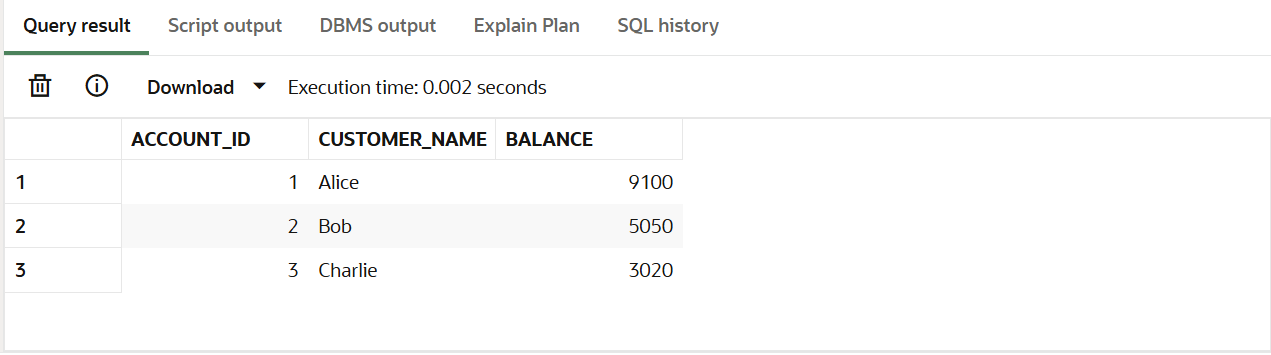 Query result Script output DBMS output Explain Plan SQL history
Download Execution time: 0.002 seconds
ACCOUNT_ID CUSTOMER_NAME BALANCE
1 1 Alice 9100
2 2 Bob 5050
3 3 Charlie 3020